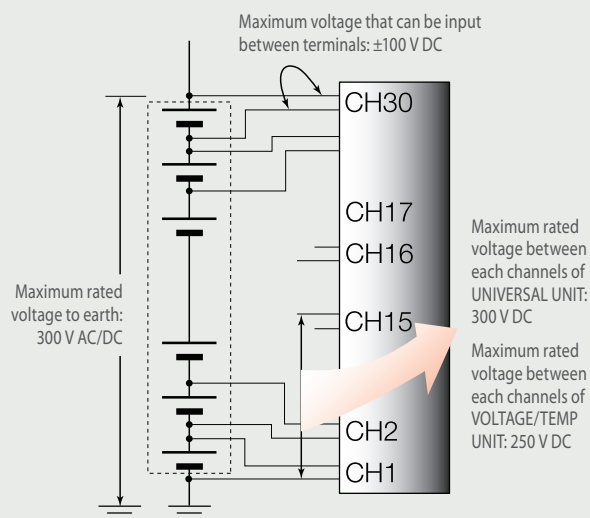 Maximum voltage that can be input
between terminals: ±100 V DC
CH30
CH17
CH16
CH15
CH2
CH1
Maximum rated
voltage to earth:
300 V AC/DC
Maximum rated
voltage between
each channels of
UNIVERSAL UNIT:
300 V DC
Maximum rated
voltage between
each channels of
VOLTAGE/TEMP
UNIT: 250 V DC